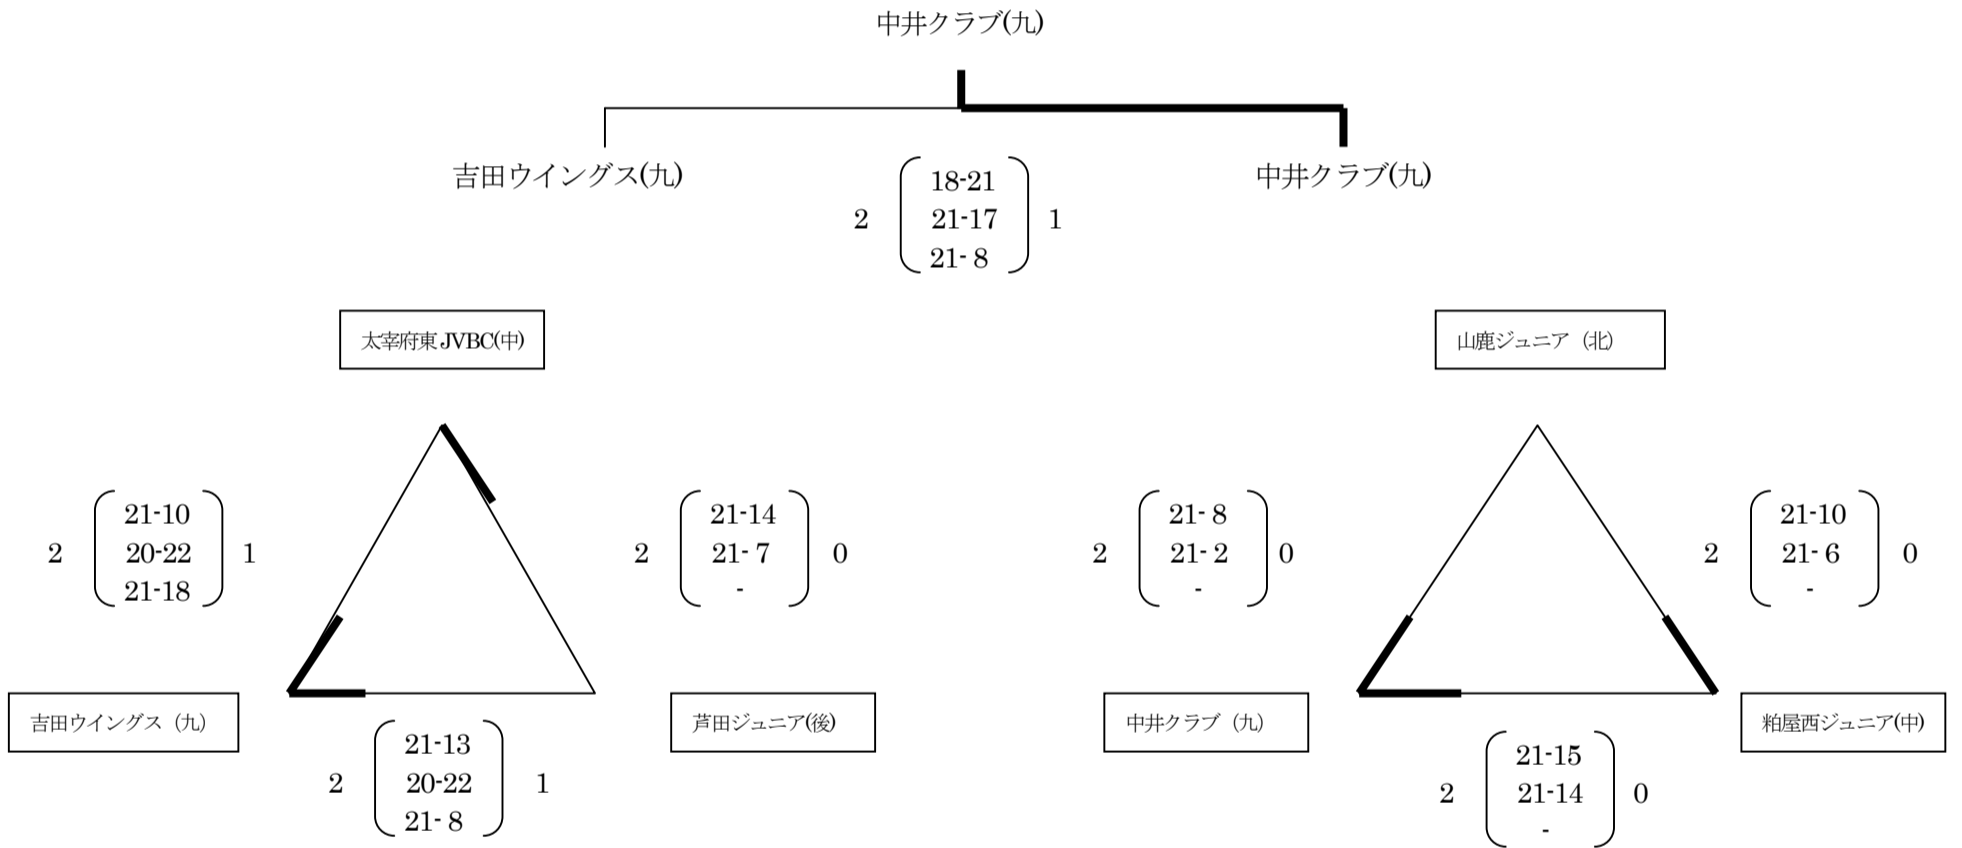 中井クラブ(九)
吉田ウイングス(九)
中井クラブ(九)
18-21
2 21-17 1
21- 8
太宰府東JVBC(中)
山鹿ジュニア（北）
21-10
2 20-22 1
21-18
21-14
2 21- 7 0
-
21- 8
2 21- 2 0
-
21-10
2 21- 6 0
-
吉田ウイングス（九）
芦田ジュニア(後)
中井クラブ（九）
粕屋西ジュニア(中)
21-13
2 20-22 1
21- 8
21-15
2 21-14 0
-